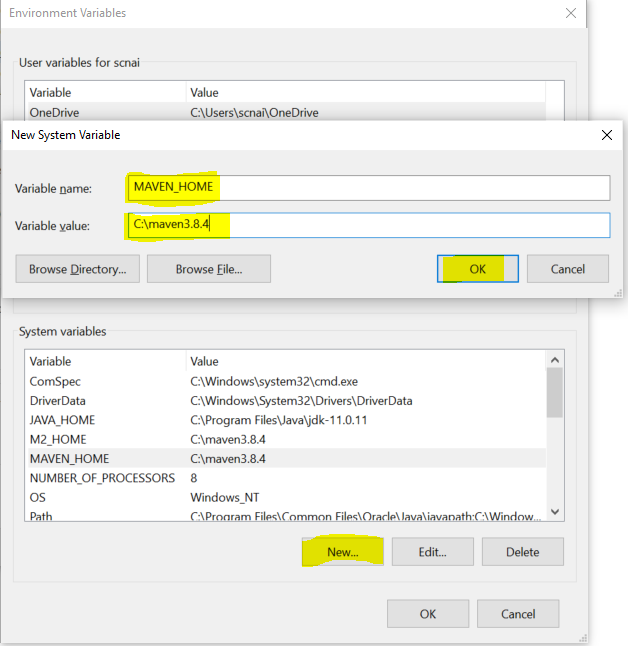 Environment Variables
User variables for scnai
Variable Value
OneDrive C:\Users\scnai\OneDrive
New System Variable
Variable name: MAVEN_HOME
Variable value: C:\maven3.8.4
Browse Directory... Browse File... OK Cancel
System variables
Variable Value
ComSpec C:\Windows\system32\cmd.exe
DriverData C:\Windows\System32\Drivers\DriverData
JAVA_HOME C:\Program Files\Java\jdk-11.0.11
M2_HOME C:\maven3.8.4
MAVEN_HOME C:\maven3.8.4
NUMBER_OF_PROCESSORS 8
OS Windows_NT
Path C:\Program Files\Common Files\Oracle\Java\javapath;C:\Window...
New... Edit... Delete
OK Cancel